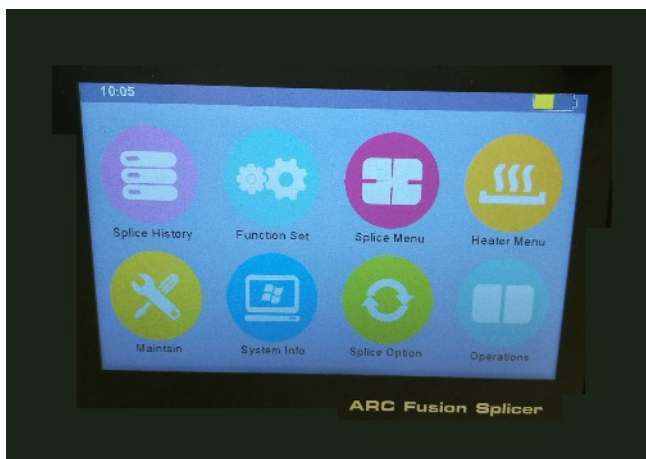 10:05
Splice History Function Set Splice Menu Heater Menu
Maintain System Info Splice Option Operations
ARC Fusion Splicer